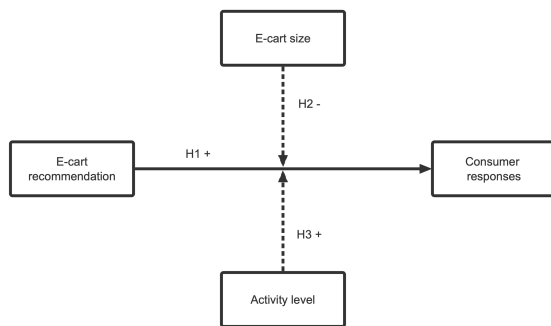 E-cart size
H2 -
H1 +
E-cart
recommendation
Consumer
responses
H3 +
Activity level